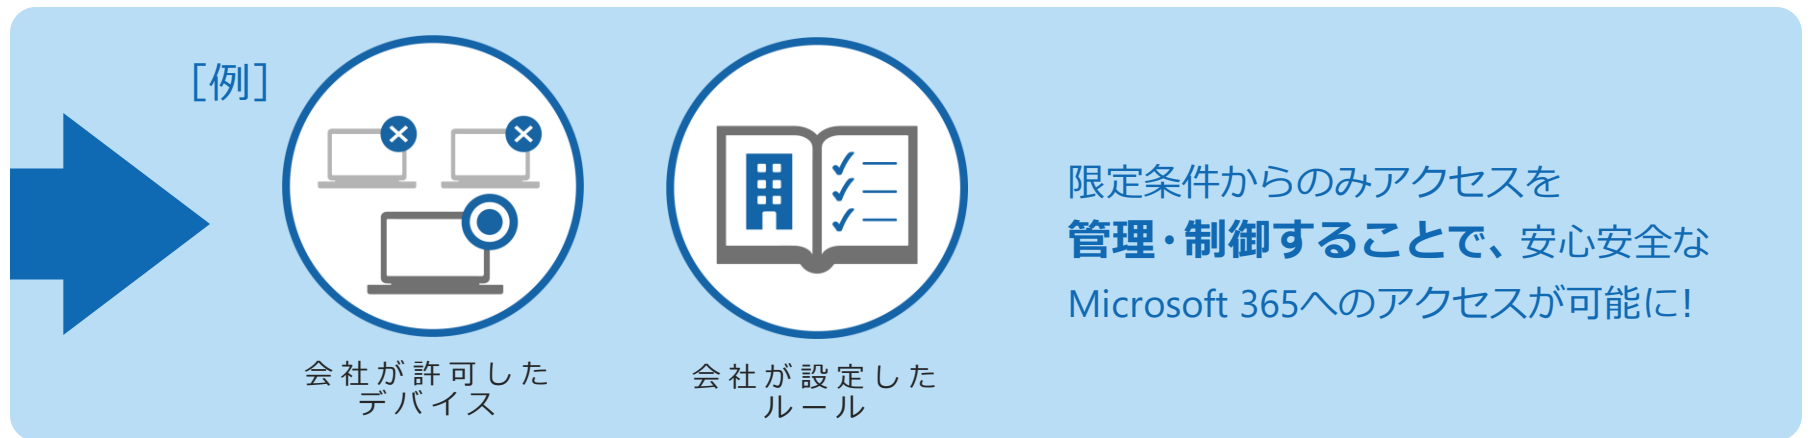 [例]
会社が許可した
デバイス
会社が設定した
ルール
限定条件からのみアクセスを
管理・制御することで、安心安全な
Microsoft 365へのアクセスが可能に!